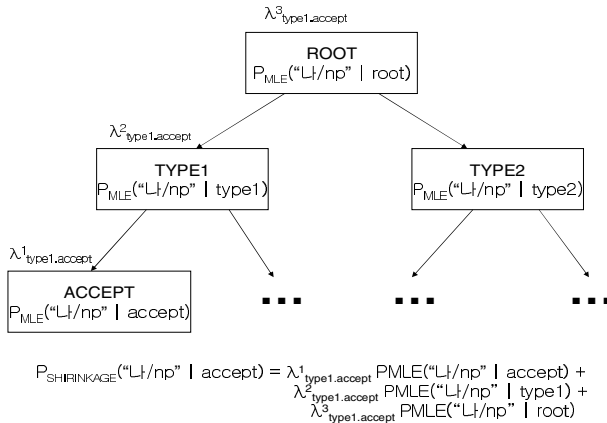 λ³type1.accept
ROOT
PMLE(“나/np” | root)
λ²type1.accept
TYPE1
PMLE(“나/np” | type1)
TYPE2
PMLE(“나/np” | type2)
λ¹type1.accept
ACCEPT
PMLE(“나/np” | accept)
... ... ...
PSHIRINKAGE(“나/np” | accept) = λ¹type1.accept PMLE(“나/np” | accept) +
λ²type1.accept PMLE(“나/np” | type1) +
λ³type1.accept PMLE(“나/np” | root)